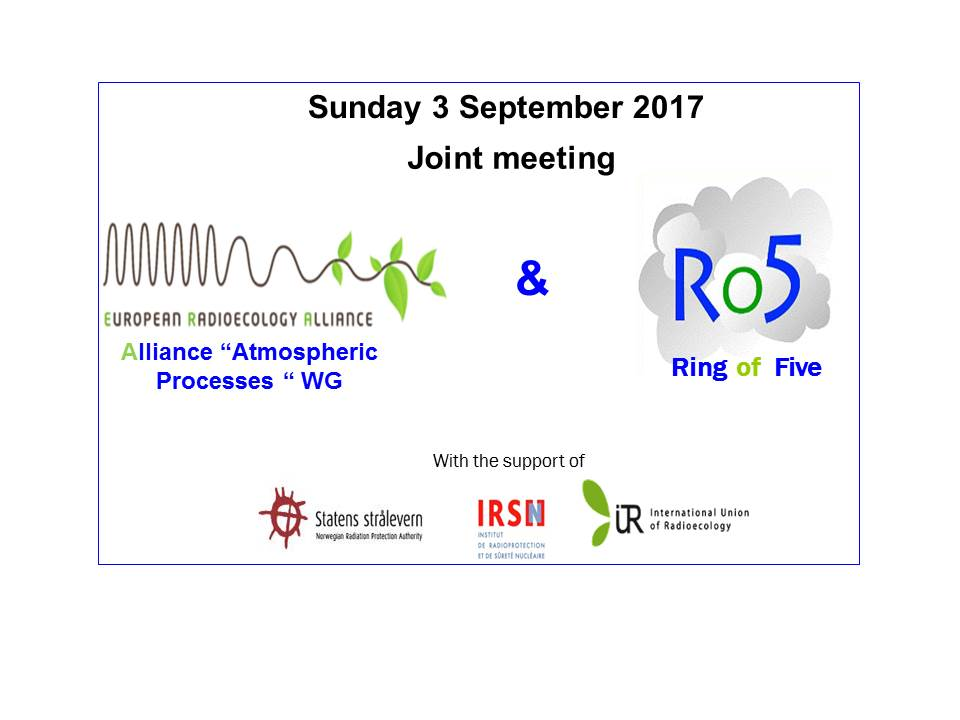 Sunday 3 September 2017
Joint meeting
EUROPEAN RADIOECOLOGY ALLIANCE
&
Ro5
Alliance “Atmospheric
Processes “ WG
Ring of Five
With the support of
Statens strålevern
Norwegian Radiation Protection Authority
IRSN
INSTITUT
DE RADIOPROTECTION
ET DE SÛRETÉ NUCLÉAIRE
IUR
International Union
of Radioecology